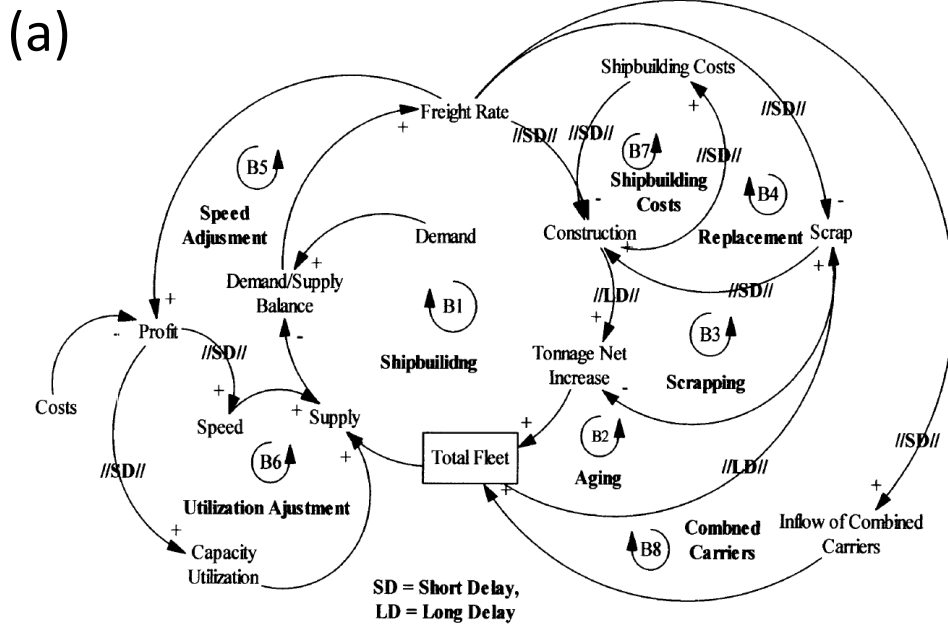 (a)
Shipbuilding Costs
Freight Rate
+
+
//SD//
//SD//
//SD//
//SD//
B5
B7
Shipbuilding
Costs
B4
Speed
Adjusment
-
-
Demand
Construction
+
Replacement
Scrap
+
+
Demand/Supply
Balance
//SD//
+
B1
//LD//
+
-
Profit
-
+
B3
//SD//
Shipbuilidng
Tonnage Net
Increase
-
Scrapping
Costs
+
Speed
+
Supply
+
B2
//SD//
B6
+
Total Fleet
Aging
//LD//
//SD//
+
+
Utilization Ajustment
Combned
Carriers
Inflow of Combined
Carriers
+
Capacity
Utilization
B8
SD = Short Delay,
LD = Long Delay